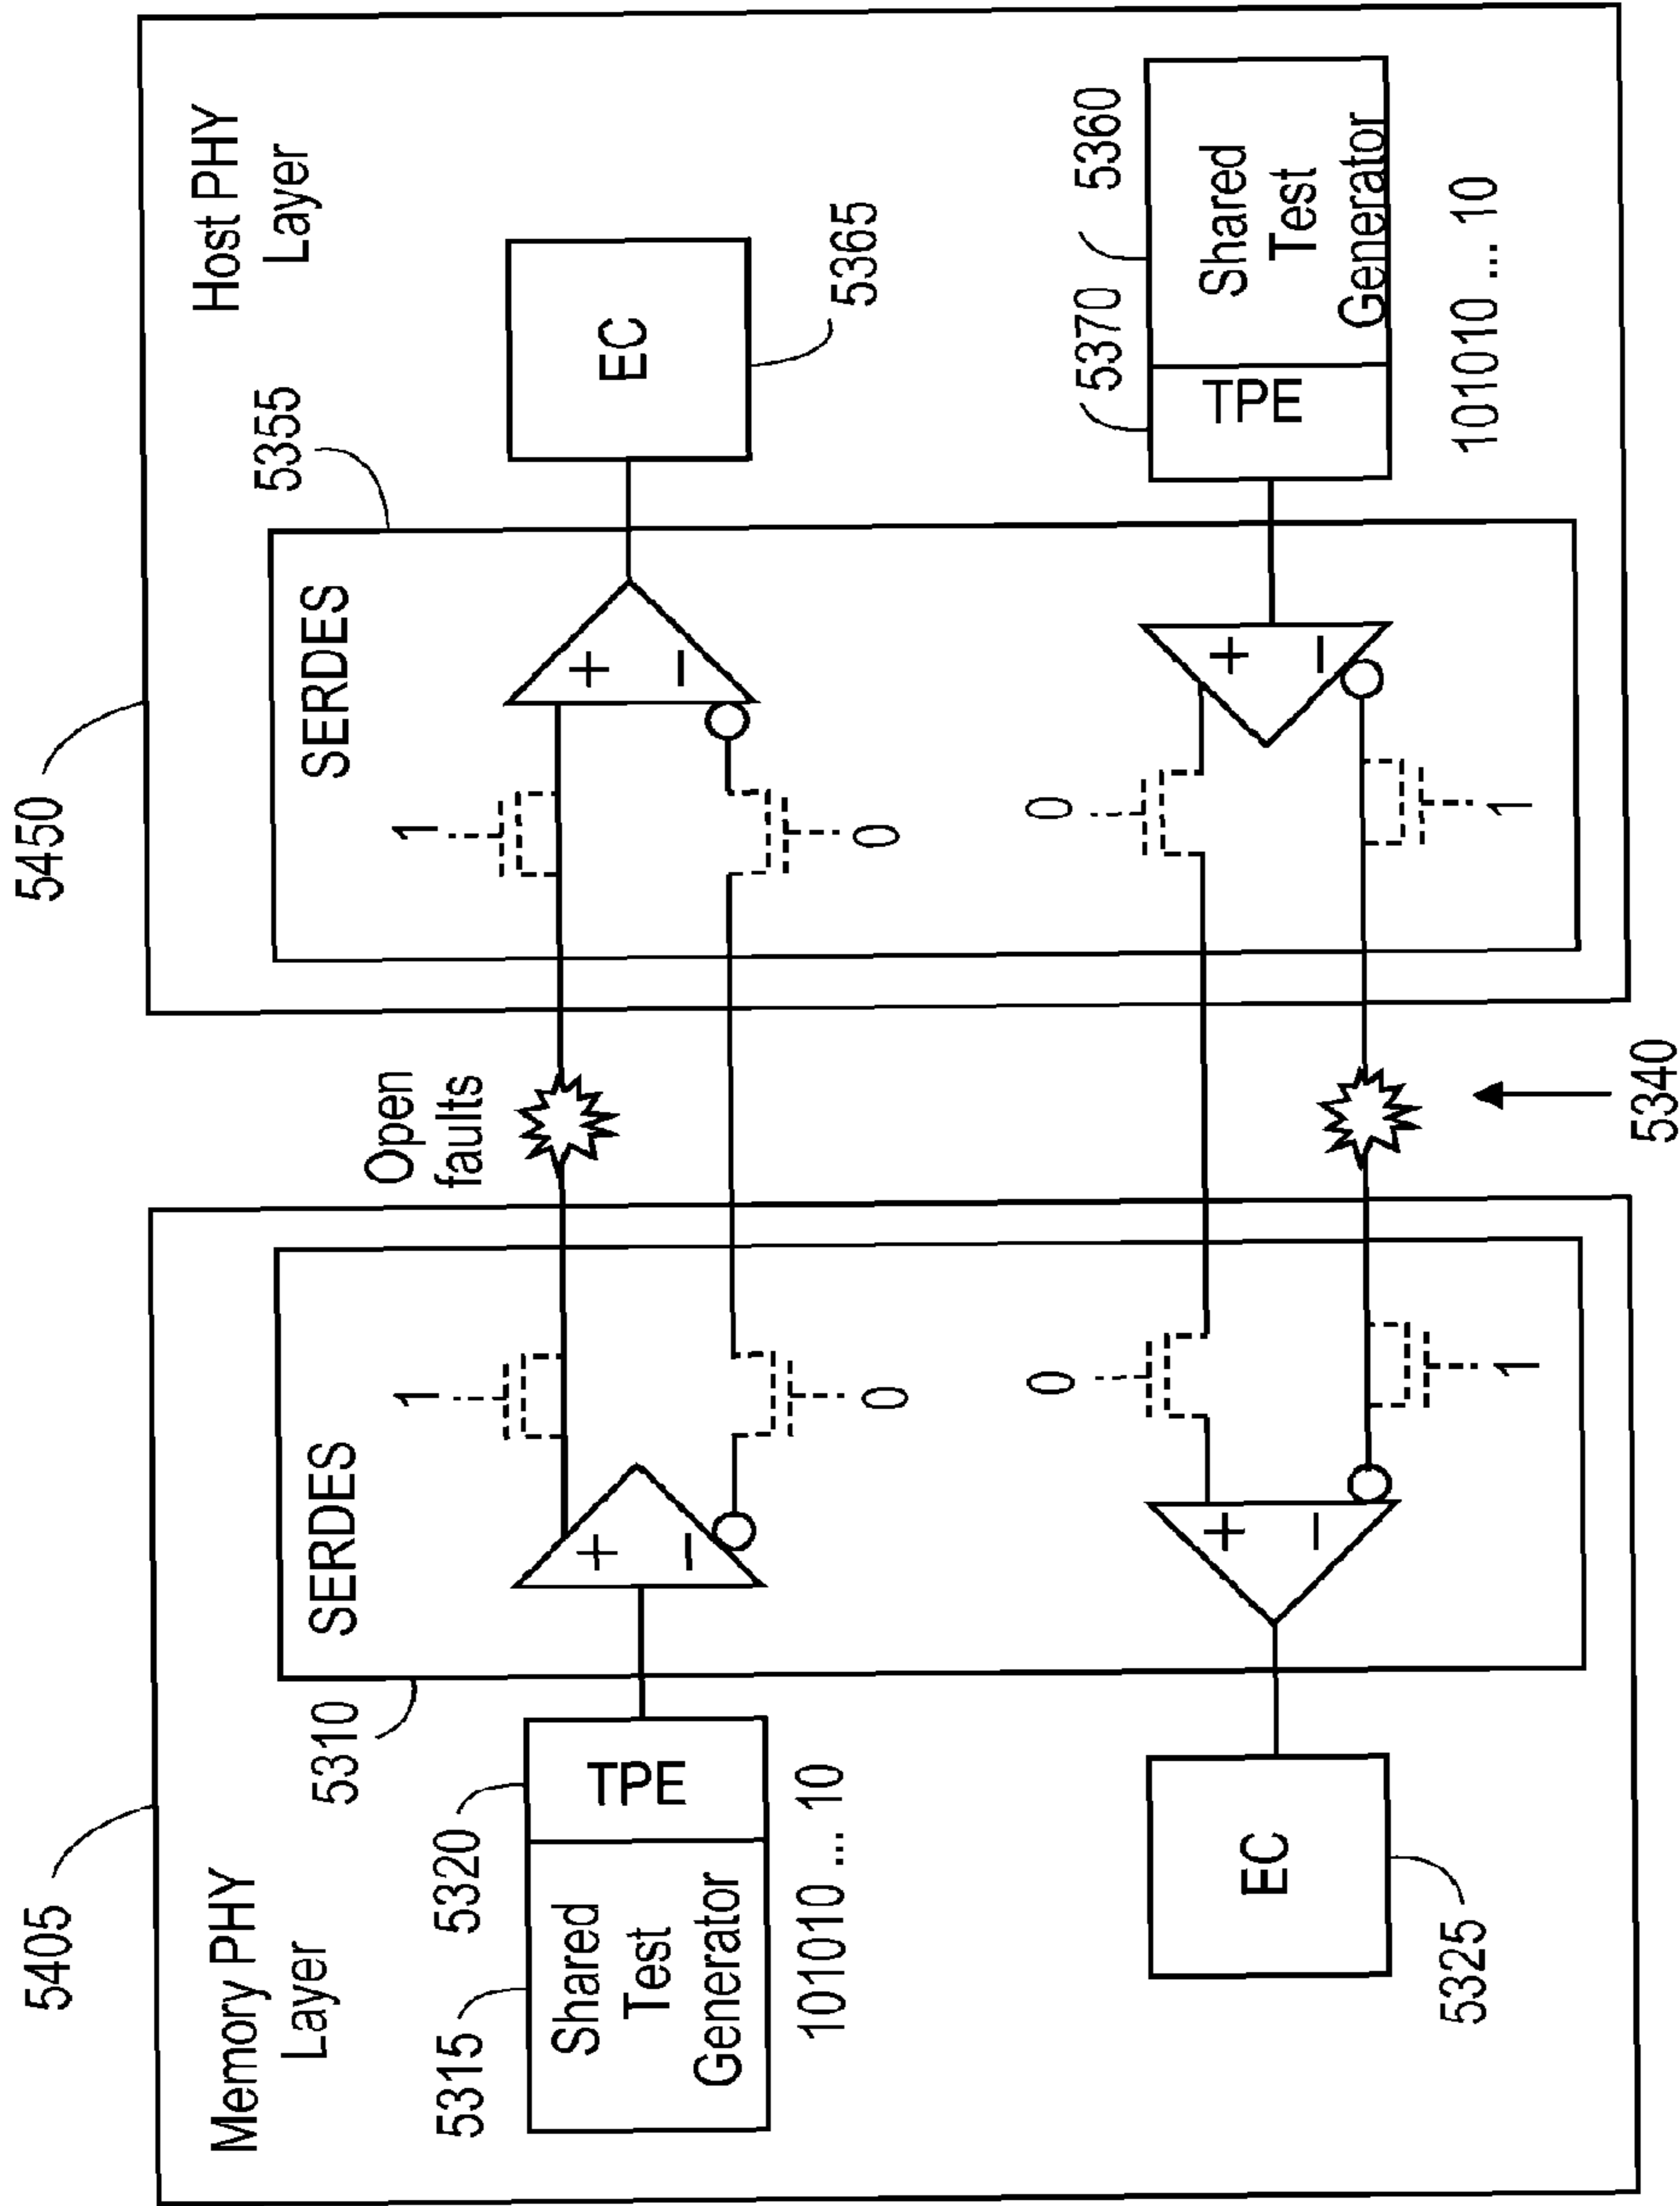 5405
Memory PHY
Layer
5310
SERDES
5315
5320
Shared
Test
Generator
TPE
101010 ... 10
EC
5325
1
0
0
1
Open
faults
5340
5450
Host PHY
Layer
5355
SERDES
1
0
0
1
EC
5365
5370
5360
TPE
Shared
Test
Generator
101010 ... 10
+
−
+
−
+
−
+
−